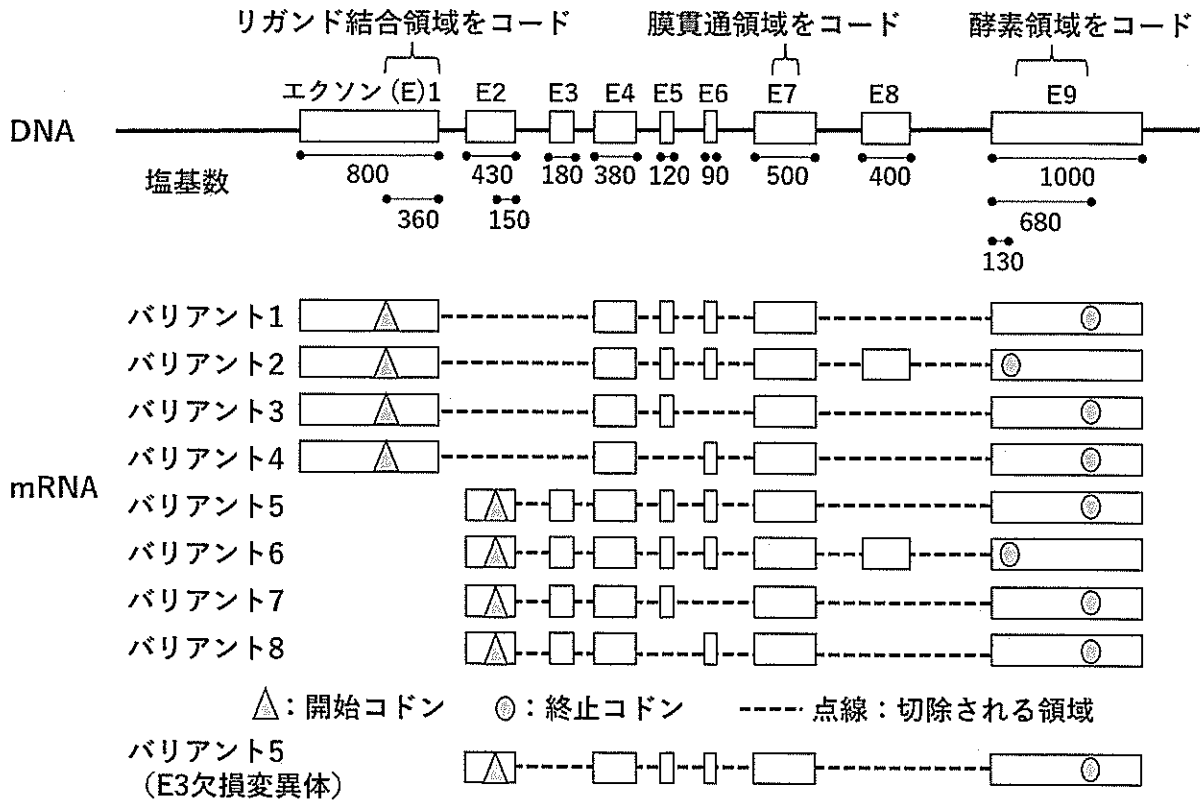 リガンド結合領域をコード 膜貫通領域をコード 酵素領域をコード
エクソン(E)1 E2 E3 E4 E5 E6 E7 E8 E9
DNA
塩基数 800 430 180 380 120 90 500 400 1000
360 150 680
130
mRNA
バリアント1
バリアント2
バリアント3
バリアント4
バリアント5
バリアント6
バリアント7
バリアント8
△:開始コドン ○:終止コドン ----- 点線:切除される領域
バリアント5
(E3欠損変異体)